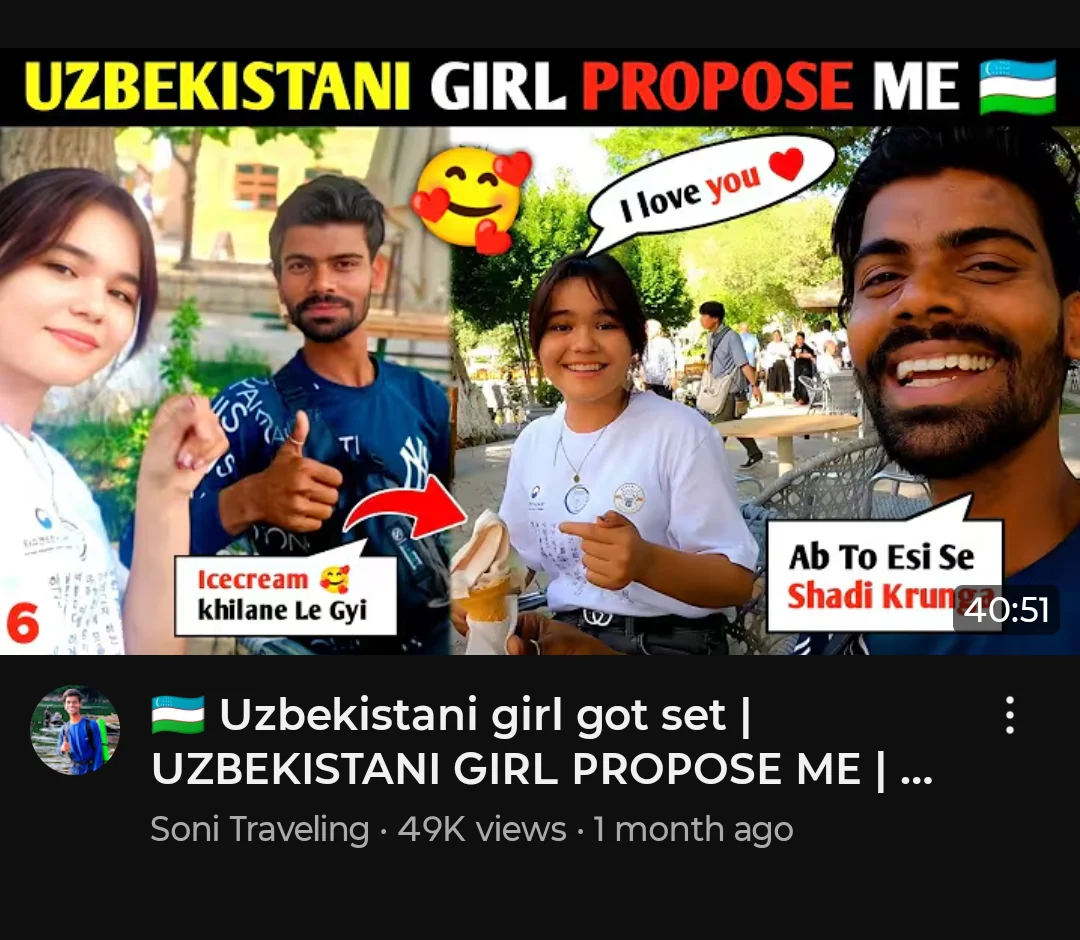 UZBEKISTANI GIRL PROPOSE ME
I love you
Icecream
khilane Le Gyi
Ab To Esi Se
Shadi Krunga
6
40:51
Uzbekistani girl got set |
UZBEKISTANI GIRL PROPOSE ME | ...
Soni Traveling · 49K views · 1 month ago